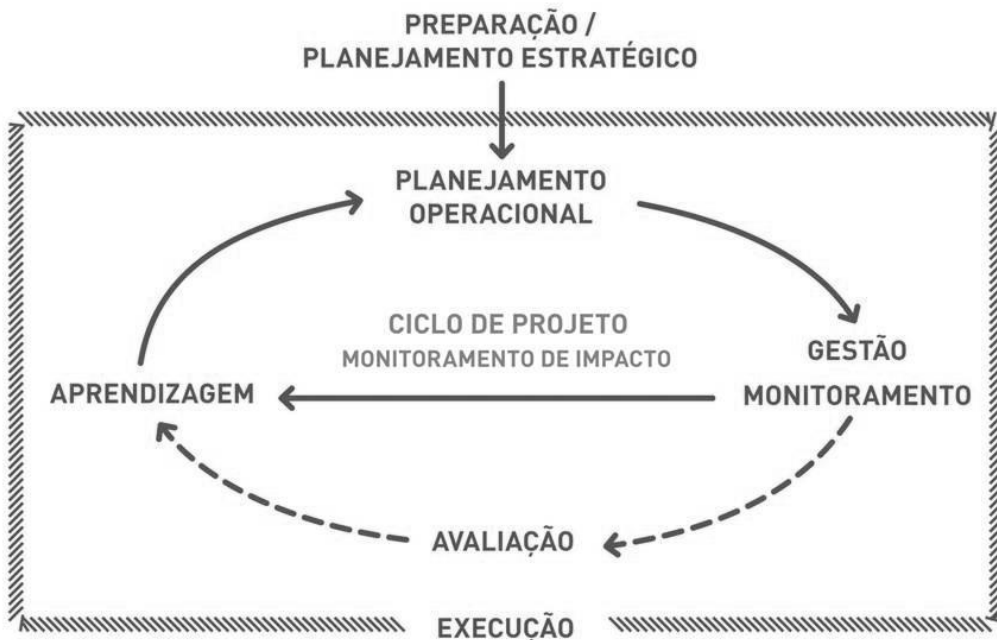 PREPARAÇÃO /
PLANEJAMENTO ESTRATÉGICO
PLANEJAMENTO
OPERACIONAL
CICLO DE PROJETO
MONITORAMENTO DE IMPACTO
GESTÃO
MONITORAMENTO
APRENDIZAGEM
AVALIAÇÃO
EXECUÇÃO